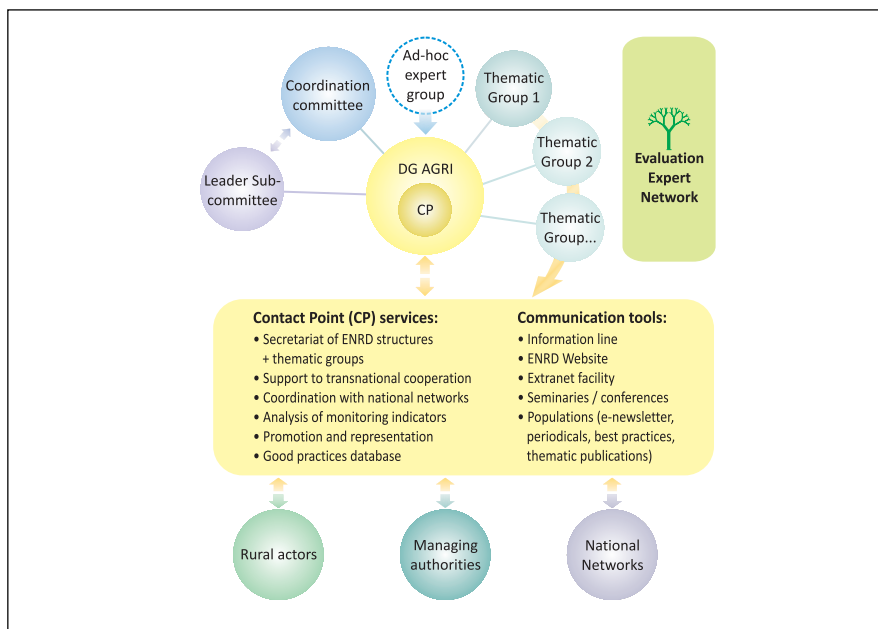 Ad-hoc
expert
group
Coordination
committee
Thematic
Group 1
Thematic
Group 2
Thematic
Group...
Leader Sub-
committee
DG AGRI
CP
Evaluation
Expert
Network
Contact Point (CP) services:
• Secretariat of ENRD structures
+ thematic groups
• Support to transnational cooperation
• Coordination with national networks
• Analysis of monitoring indicators
• Promotion and representation
• Good practices database
Communication tools:
• Information line
• ENRD Website
• Extranet facility
• Seminaries / conferences
• Populations (e-newsletter,
periodicals, best practices,
thematic publications)
Rural actors
Managing
authorities
National
Networks